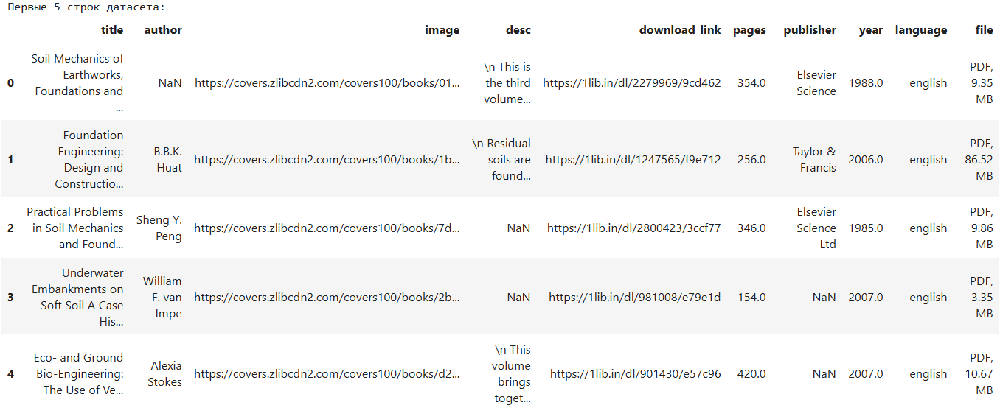 Первые 5 строк датасета:
title author image desc download_link pages publisher year language file
0 Soil Mechanics of Earthworks, Foundations and ... NaN https://covers.zlibcdn2.com/covers100/books/01... \n This is the third volume... https://1lib.in/dl/2279969/9cd462 354.0 Elsevier Science 1988.0 english PDF, 9.35 MB
1 Foundation Engineering: Design and Constructio... B.B.K. Huat https://covers.zlibcdn2.com/covers100/books/1b... \n Residual soils are found... https://1lib.in/dl/1247565/f9e712 256.0 Taylor & Francis 2006.0 english PDF, 86.52 MB
2 Practical Problems in Soil Mechanics and Found... Sheng Y. Peng https://covers.zlibcdn2.com/covers100/books/7d... NaN https://1lib.in/dl/2800423/3ccf77 346.0 Elsevier Science Ltd 1985.0 english PDF, 9.86 MB
3 Underwater Embankments on Soft Soil A Case His... William F. van Impe https://covers.zlibcdn2.com/covers100/books/2b... NaN https://1lib.in/dl/981008/e79e1d 154.0 NaN 2007.0 english PDF, 3.35 MB
4 Eco- and Ground Bio-Engineering: The Use of Ve... Alexia Stokes https://covers.zlibcdn2.com/covers100/books/d2... \n This volume brings toget... https://1lib.in/dl/901430/e57c96 420.0 NaN 2007.0 english PDF, 10.67 MB